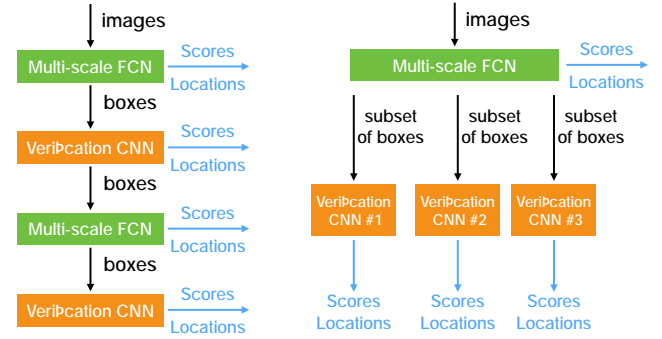 images
Multi-scale FCN
Scores
Locations
boxes
VeriÞcation CNN
Scores
Locations
boxes
Multi-scale FCN
Scores
Locations
boxes
VeriÞcation CNN
Scores
Locations
images
Multi-scale FCN
Scores
Locations
subset
of boxes
subset
of boxes
subset
of boxes
VeriÞcation
CNN #1
VeriÞcation
CNN #2
VeriÞcation
CNN #3
Scores
Locations
Scores
Locations
Scores
Locations